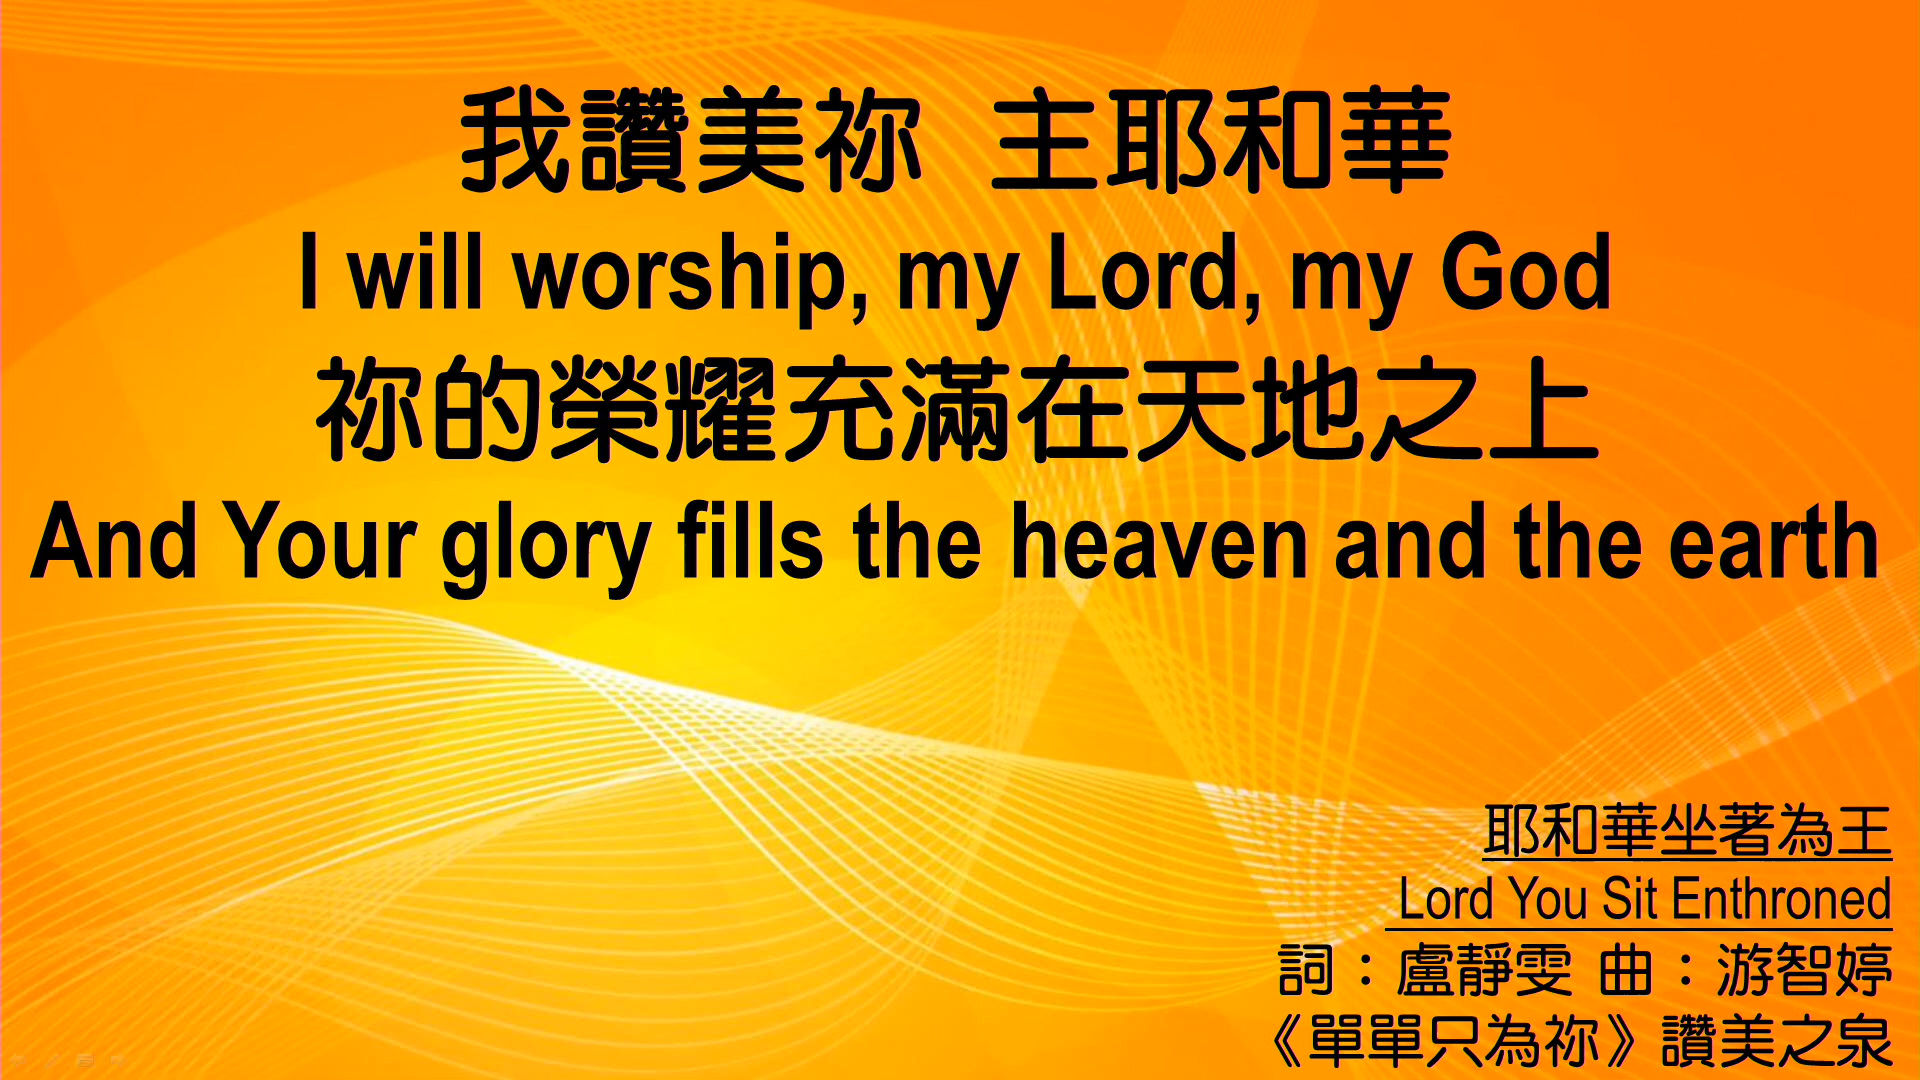 我讚美祢 主耶和華
I will worship, my Lord, my God
祢的榮耀充滿在天地之上
And Your glory fills the heaven and the earth
耶和華坐著為王
Lord You Sit Enthroned
詞：盧靜雯 曲：游智婷
《單單只為祢》讚美之泉